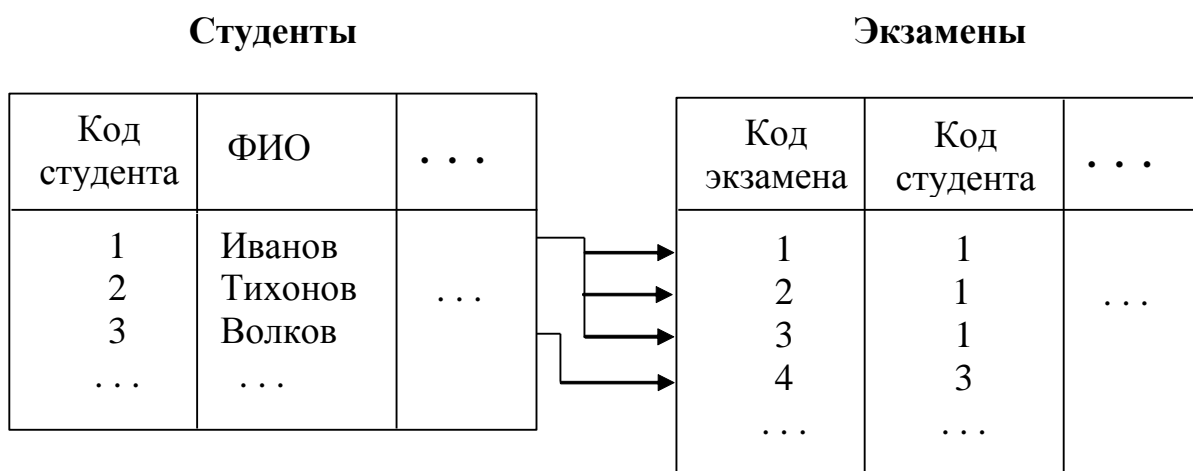 Студенты Экзамены
Код студента ФИО . . . Код экзамена Код студента . . .
1 Иванов 1 1
2 Тихонов . . . 2 1 . . .
3 Волков 3 1
. . . . . . 4 3
. . . . . .